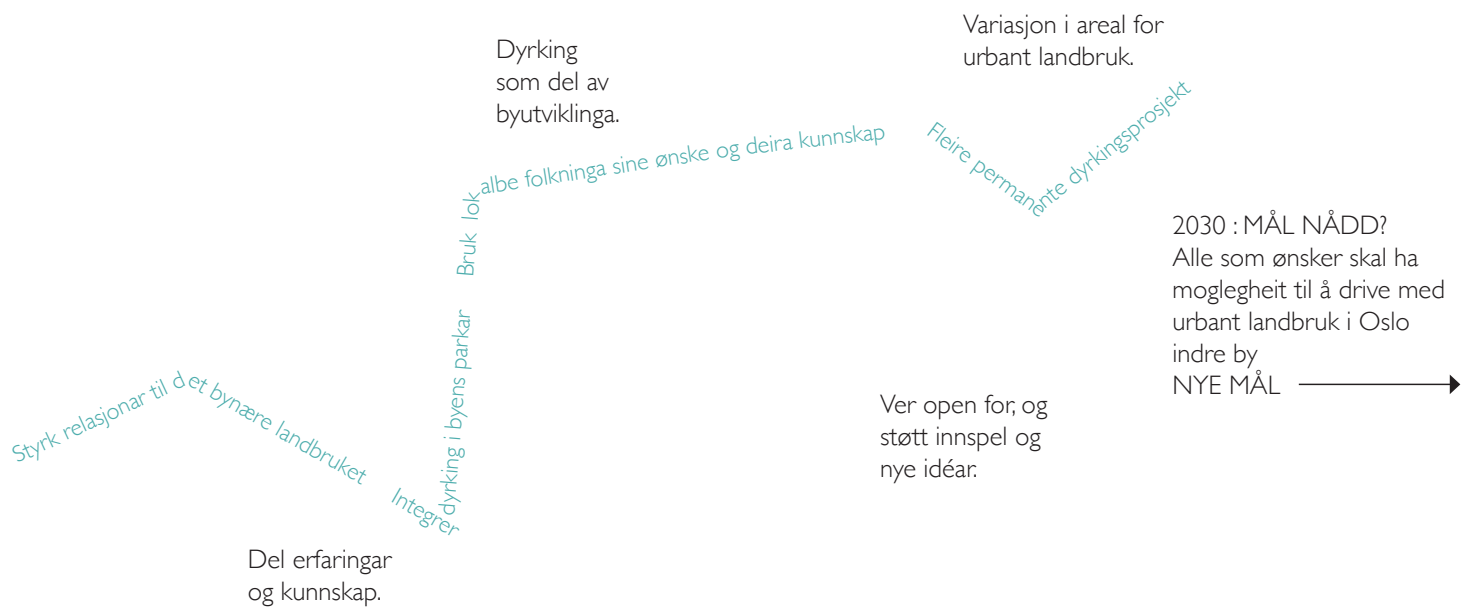 Variasjon i areal for
urbant landbruk.
Dyrking
som del av
byutviklinga.
Styrk relasjonar til det bynære landbruket
Integrer dyrking i byens parkar
Bruk lokalbe folkninga sine ønske og deira kunnskap
Fleire permanente dyrkingsprosjekt
2030 : MÅL NÅDD?
Alle som ønsker skal ha
moglegheit til å drive med
urbant landbruk i Oslo
indre by
NYE MÅL
Ver open for, og
støtt innspel og
nye idéar.
Del erfaringar
og kunnskap.